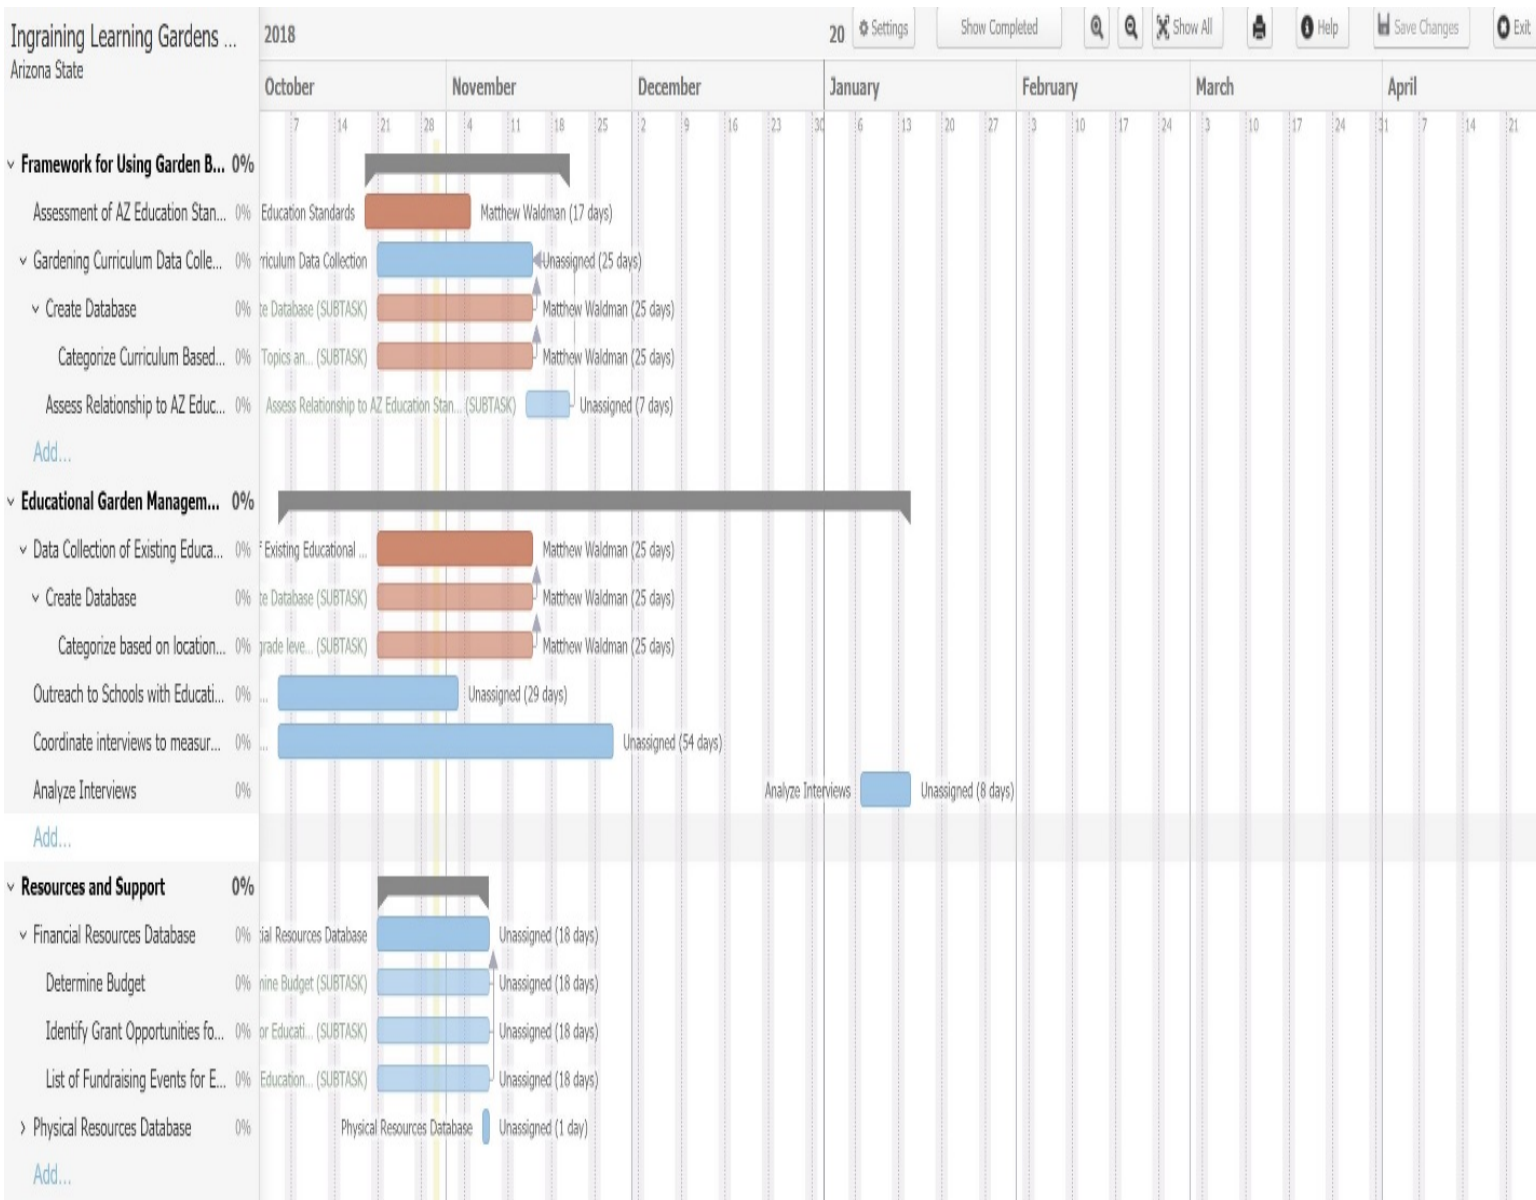 Ingraining Learning Gardens ...
Arizona State
2018 20 Settings Show Completed Show All Help Save Changes Exit
October November December January February March April
7 14 21 28 4 11 18 25 2 9 16 23 30 6 13 20 27 3 10 17 24 3 10 17 24 31 7 14 21
Framework for Using Garden B... 0%
Assessment of AZ Education Stan... 0% Education Standards Matthew Waldman (17 days)
Gardening Curriculum Data Colle... 0% rriculum Data Collection Unassigned (25 days)
Create Database 0% te Database (SUBTASK) Matthew Waldman (25 days)
Categorize Curriculum Based... 0% Topics an... (SUBTASK) Matthew Waldman (25 days)
Assess Relationship to AZ Educ... 0% Assess Relationship to AZ Education Stan... (SUBTASK) Unassigned (7 days)
Add...
Educational Garden Managem... 0%
Data Collection of Existing Educa... 0% f Existing Educational ... Matthew Waldman (25 days)
Create Database 0% te Database (SUBTASK) Matthew Waldman (25 days)
Categorize based on location... 0% grade leve... (SUBTASK) Matthew Waldman (25 days)
Outreach to Schools with Educati... 0% ... Unassigned (29 days)
Coordinate interviews to measur... 0% ... Unassigned (54 days)
Analyze Interviews 0% Analyze Interviews Unassigned (8 days)
Add...
Resources and Support 0%
Financial Resources Database 0% cial Resources Database Unassigned (18 days)
Determine Budget 0% mine Budget (SUBTASK) Unassigned (18 days)
Identify Grant Opportunities fo... 0% or Educati... (SUBTASK) Unassigned (18 days)
List of Fundraising Events for E... 0% Education... (SUBTASK) Unassigned (18 days)
Physical Resources Database 0% Physical Resources Database Unassigned (1 day)
Add...